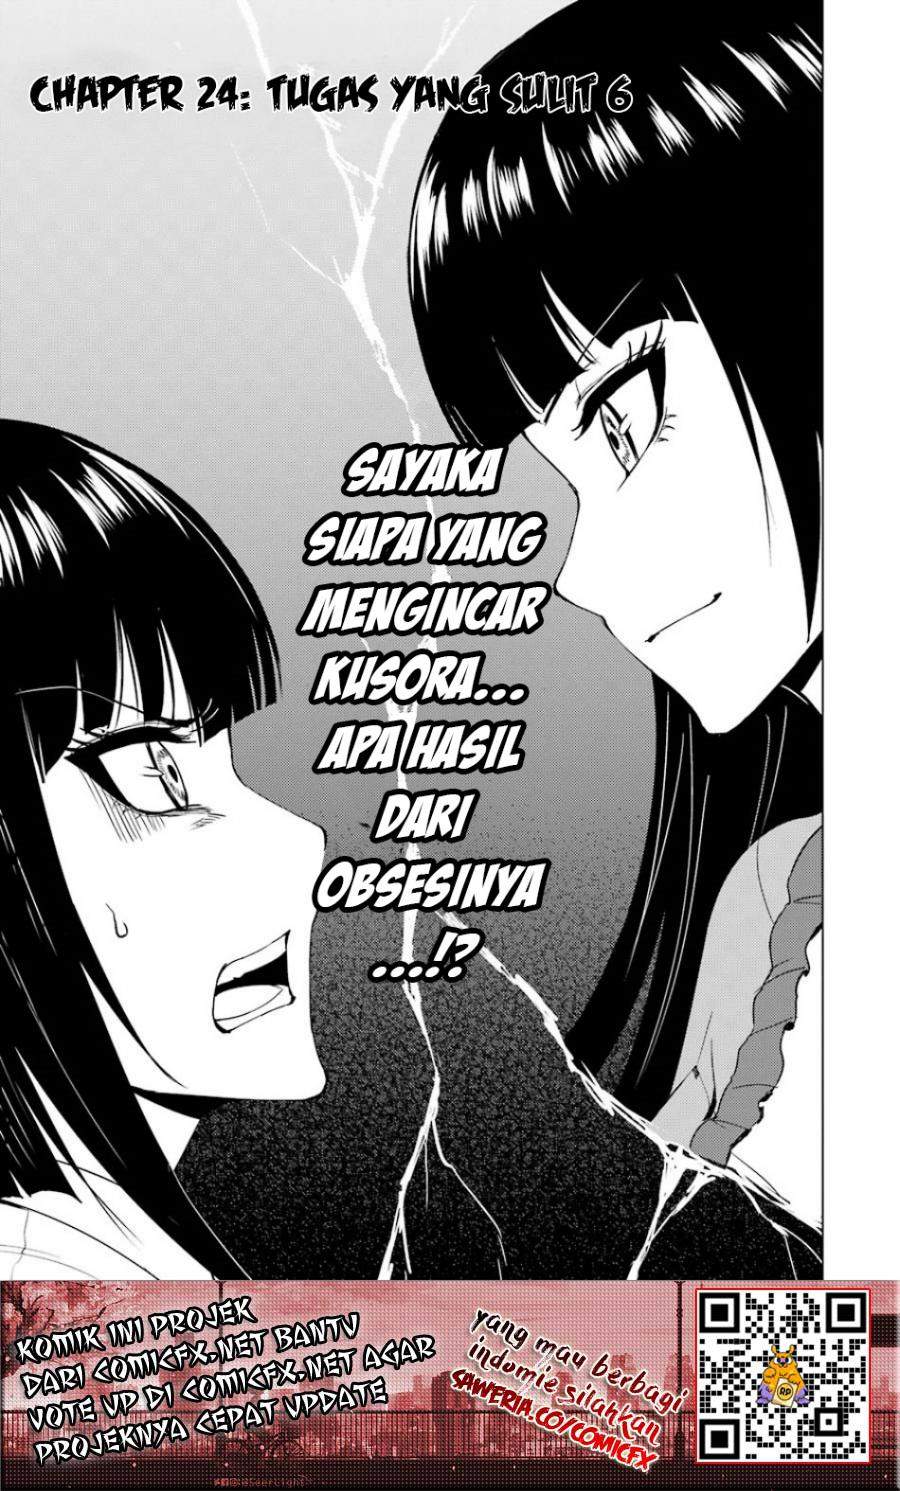 CHAPTER 24: TUGAS YANG SULIT 6
SAYAKA
SIAPA YANG
MENGINCAR
KUSORA...
APA HASIL
DARI
OBSESINYA
....!?
KOMIK INI PROJEK
DARI COMICFX.NET BANTU
VOTE UP DI COMICFX.NET AGAR
PROJEKNYA CEPAT UPDATE
yang mau berbagi
indomie silahkan
SAWERIA.CO/COMICFX
RP
@SeerLight